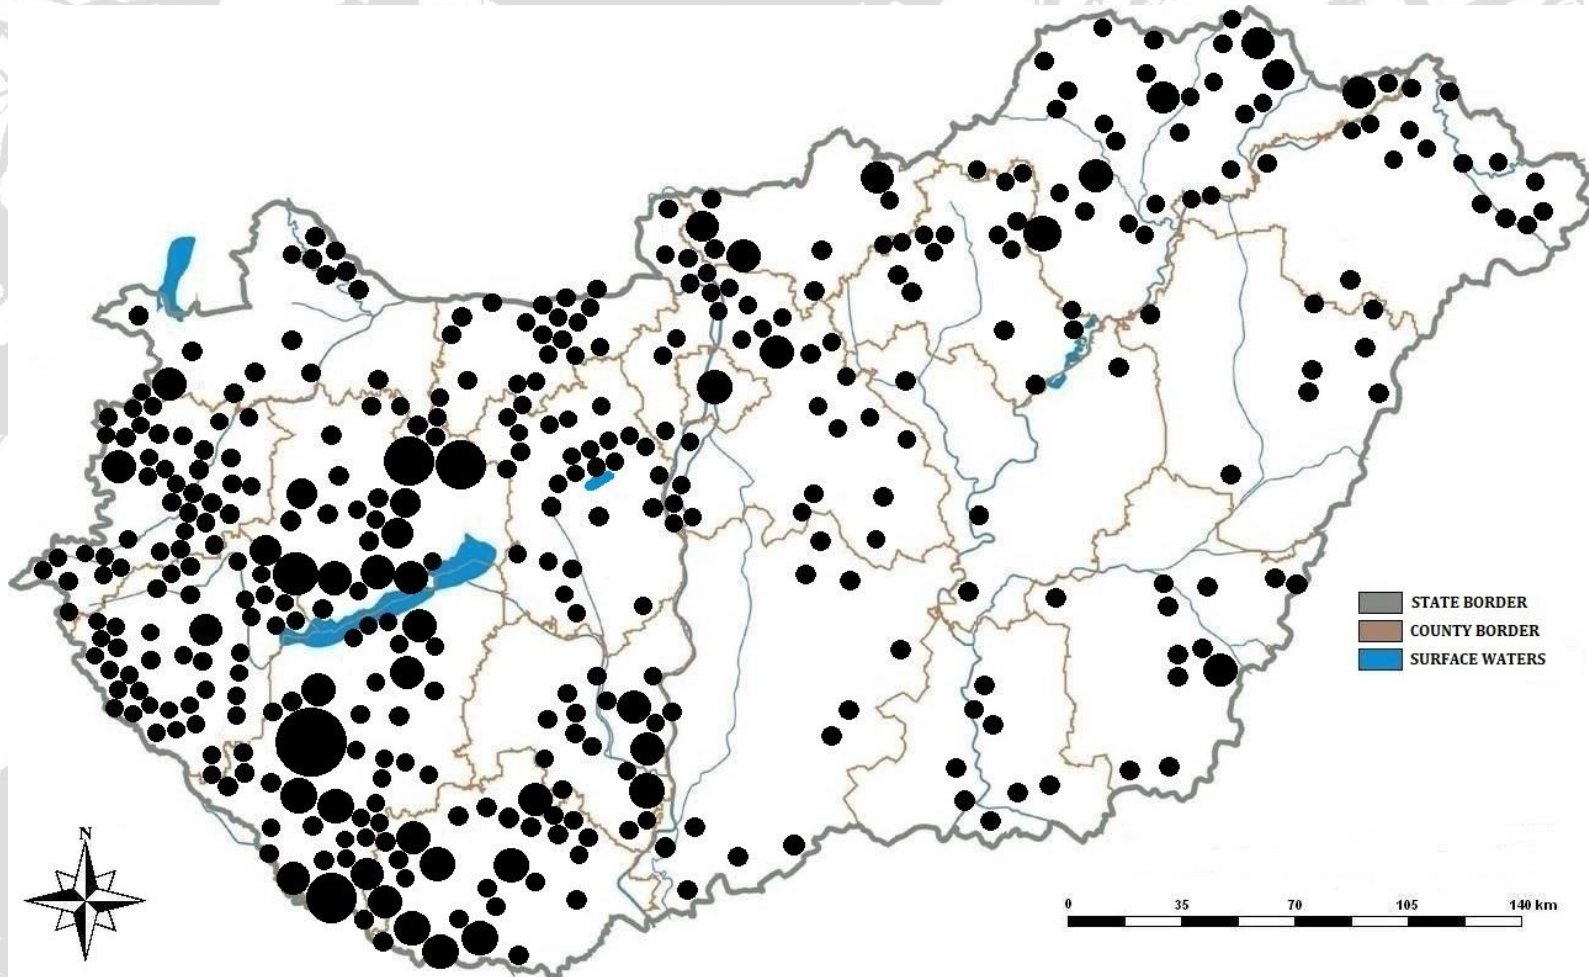 STATE BORDER
COUNTY BORDER
SURFACE WATERS
N
0 35 70 105 140 km